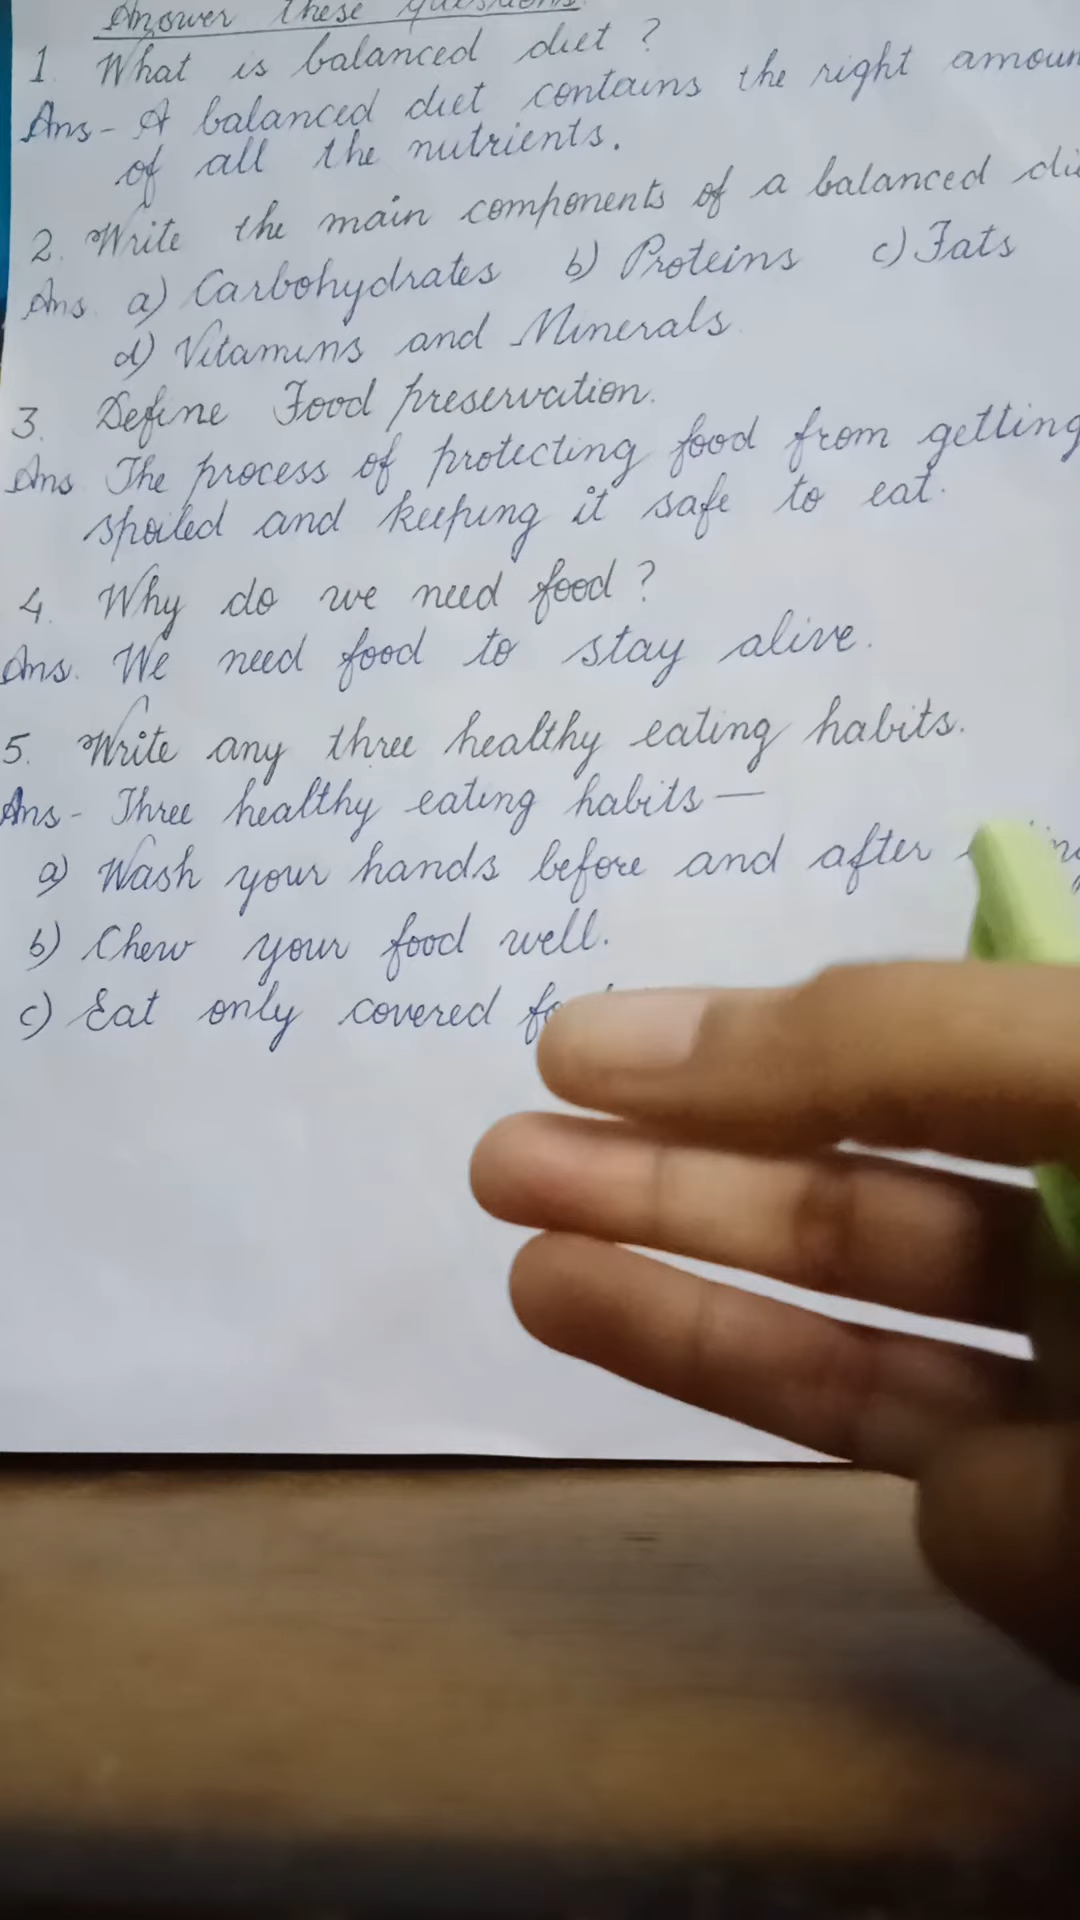 Answer These questions.
1. What is balanced diet ?
Ans - A balanced diet contains the right
of all the nutrients.
2. Write the main components of a balanced
Ans. a) Carbohydrates b) Proteins c) Fats
d) Vitamins and Minerals
3. Define Food preservation.
Ans The process of protecting food from getting
spoiled and keeping it safe to eat.
4. Why do we need food ?
Ans. We need food to stay alive.
5. Write any three healthy eating habits.
Ans - Three healthy eating habits —
a) Wash your hands before and after
b) Chew your food well.
c) Eat only covered